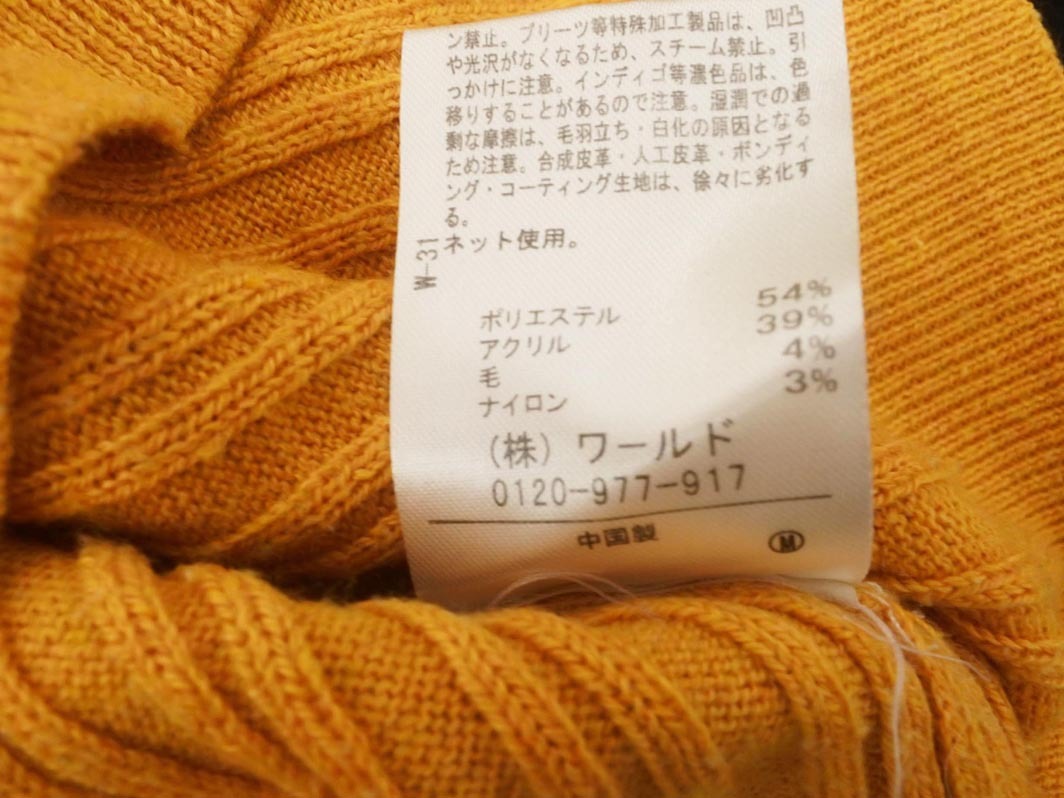 ン禁止。プリーツ等特殊加工製品は、凹凸
や光沢がなくなるため、スチーム禁止。引
っかけに注意。インディゴ等濃色品は、色
移りすることがあるので注意。湿潤での過
剰な摩擦は、毛羽立ち・白化の原因となる
ため注意。合成皮革・人工皮革・ボンディ
ング・コーティング生地は、徐々に劣化す
る。
ネット使用。
W-31
ポリエステル 54%
アクリル 39%
毛 4%
ナイロン 3%
(株) ワールド
0120-977-917
中国製 M